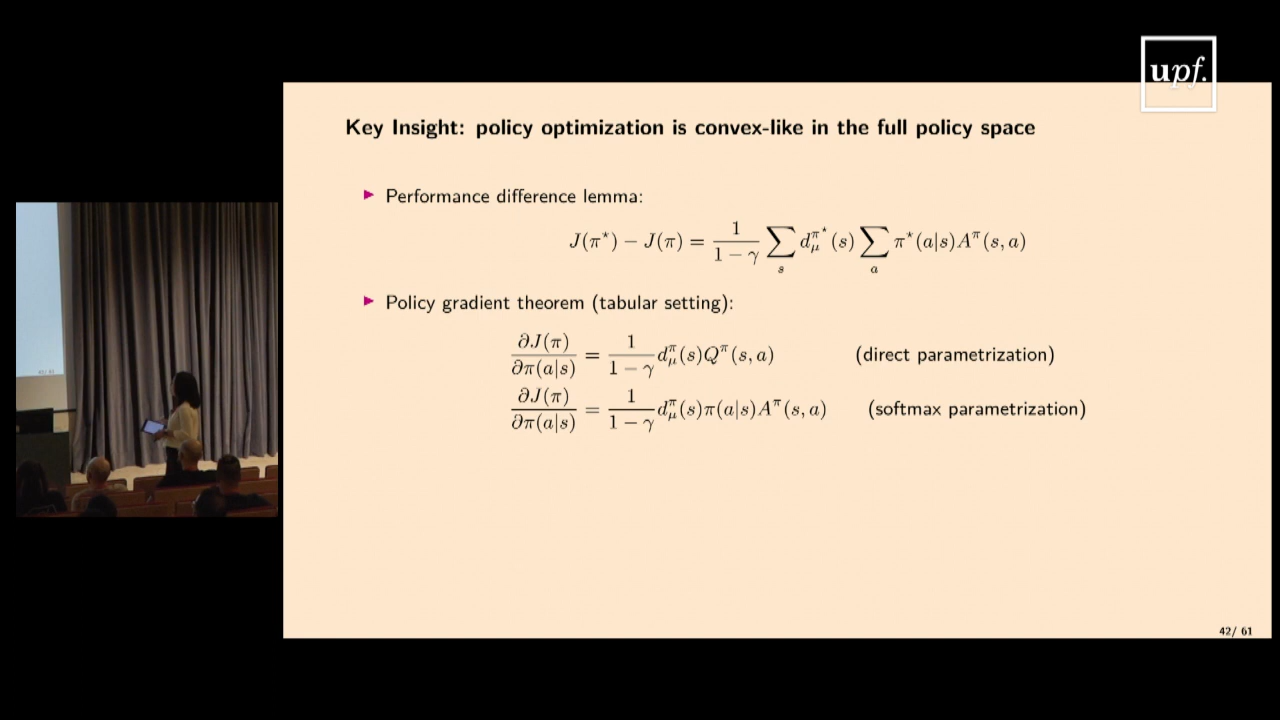 upf.
Key Insight: policy optimization is convex-like in the full policy space
▶ Performance difference lemma:
J(π⋆) − J(π) = 1/(1 − γ) ∑_s d_μ^{π⋆}(s) ∑_a π⋆(a|s)A^π(s, a)
▶ Policy gradient theorem (tabular setting):
∂J(π)/∂π(a|s) = 1/(1 − γ) d_μ^π(s)Q^π(s, a) (direct parametrization)
∂J(π)/∂π(a|s) = 1/(1 − γ) d_μ^π(s)π(a|s)A^π(s, a) (softmax parametrization)
42/ 61